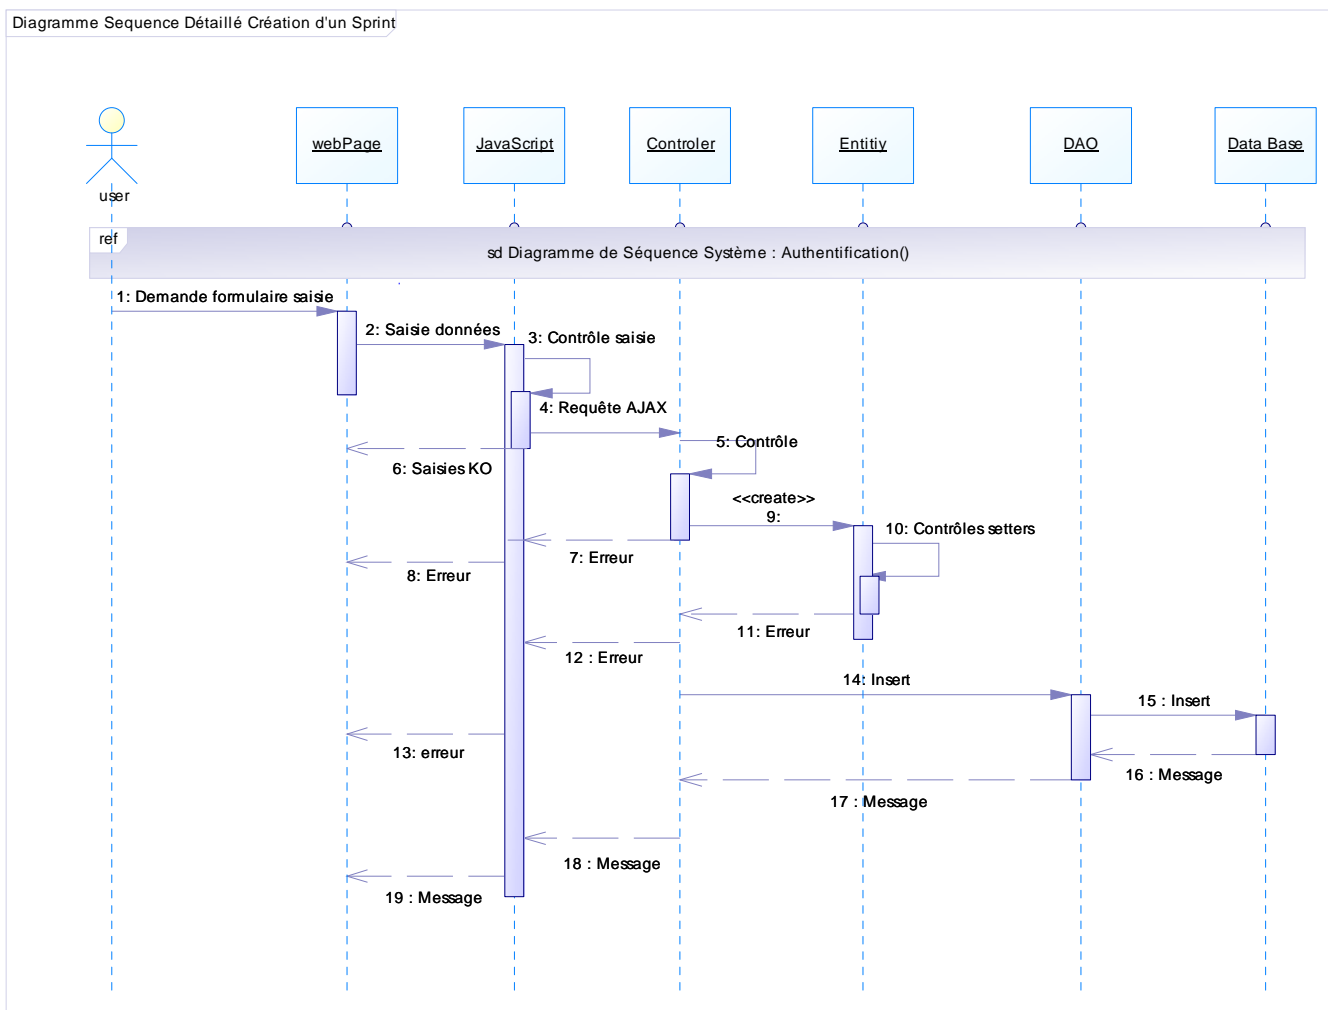 Diagramme Sequence Détaillé Création d'un Sprint
user
webPage
JavaScript
Controler
Entitiy
DAO
Data Base
ref
sd Diagramme de Séquence Système : Authentification()
1: Demande formulaire saisie
2: Saisie données
3: Contrôle saisie
4: Requête AJAX
5: Contrôle
6: Saisies KO
<<create>>
9:
10: Contrôles setters
7: Erreur
8: Erreur
11: Erreur
12 : Erreur
14: Insert
15 : Insert
13: erreur
16 : Message
17 : Message
18 : Message
19 : Message